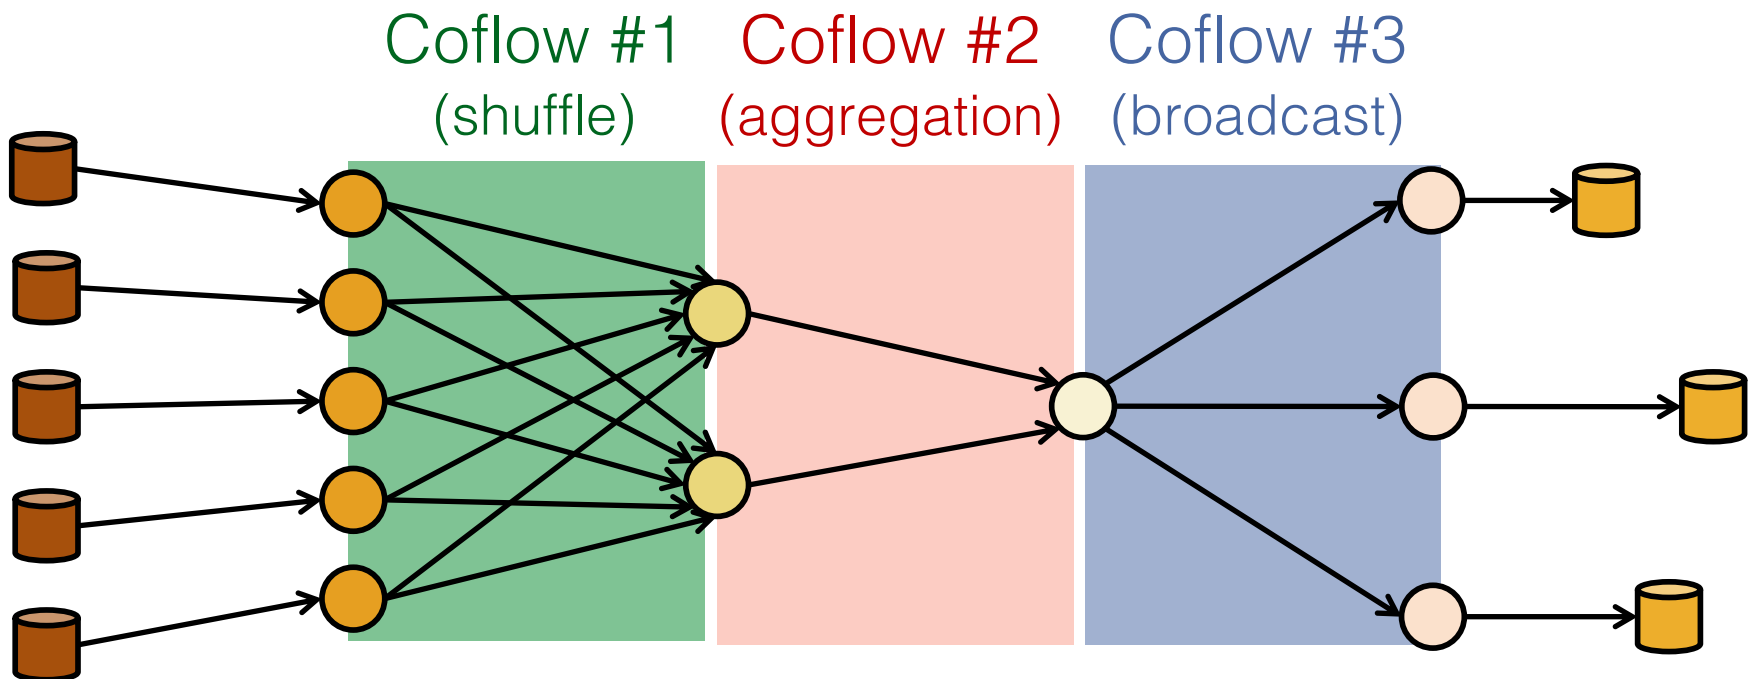 Coflow #1
(shuffle)
Coflow #2
(aggregation)
Coflow #3
(broadcast)